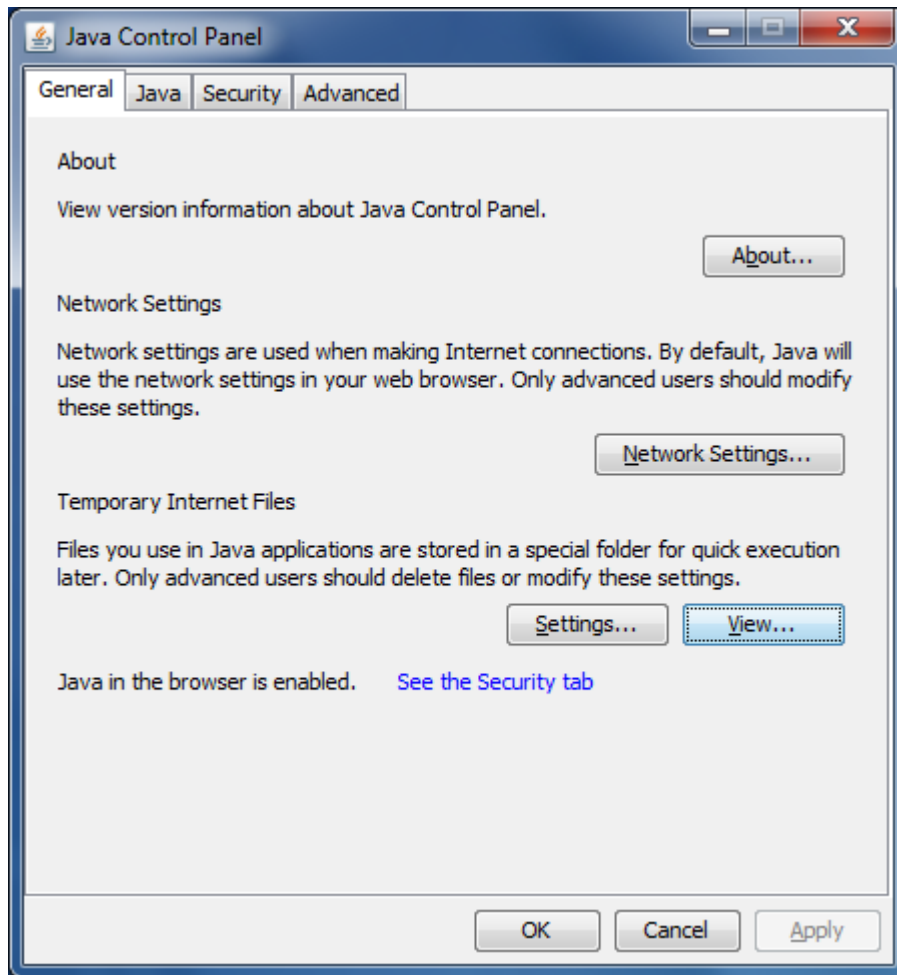 Java Control Panel
General Java Security Advanced
About
View version information about Java Control Panel.
About...
Network Settings
Network settings are used when making Internet connections. By default, Java will
use the network settings in your web browser. Only advanced users should modify
these settings.
Network Settings...
Temporary Internet Files
Files you use in Java applications are stored in a special folder for quick execution
later. Only advanced users should delete files or modify these settings.
Settings... View...
Java in the browser is enabled. See the Security tab
OK Cancel Apply